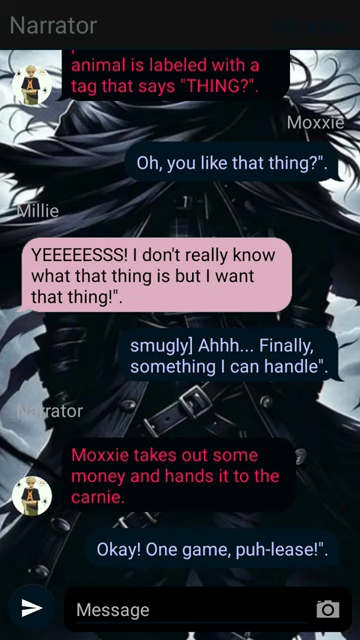 Narrator
animal is labeled with a
tag that says "THING?".
Moxxie
Oh, you like that thing?".
Millie
YEEEEESSS! I don't really know
what that thing is but I want
that thing!".
smugly] Ahhh... Finally,
something I can handle".
Narrator
Moxxie takes out some
money and hands it to the
carnie.
Okay! One game, puh-lease!".
Message